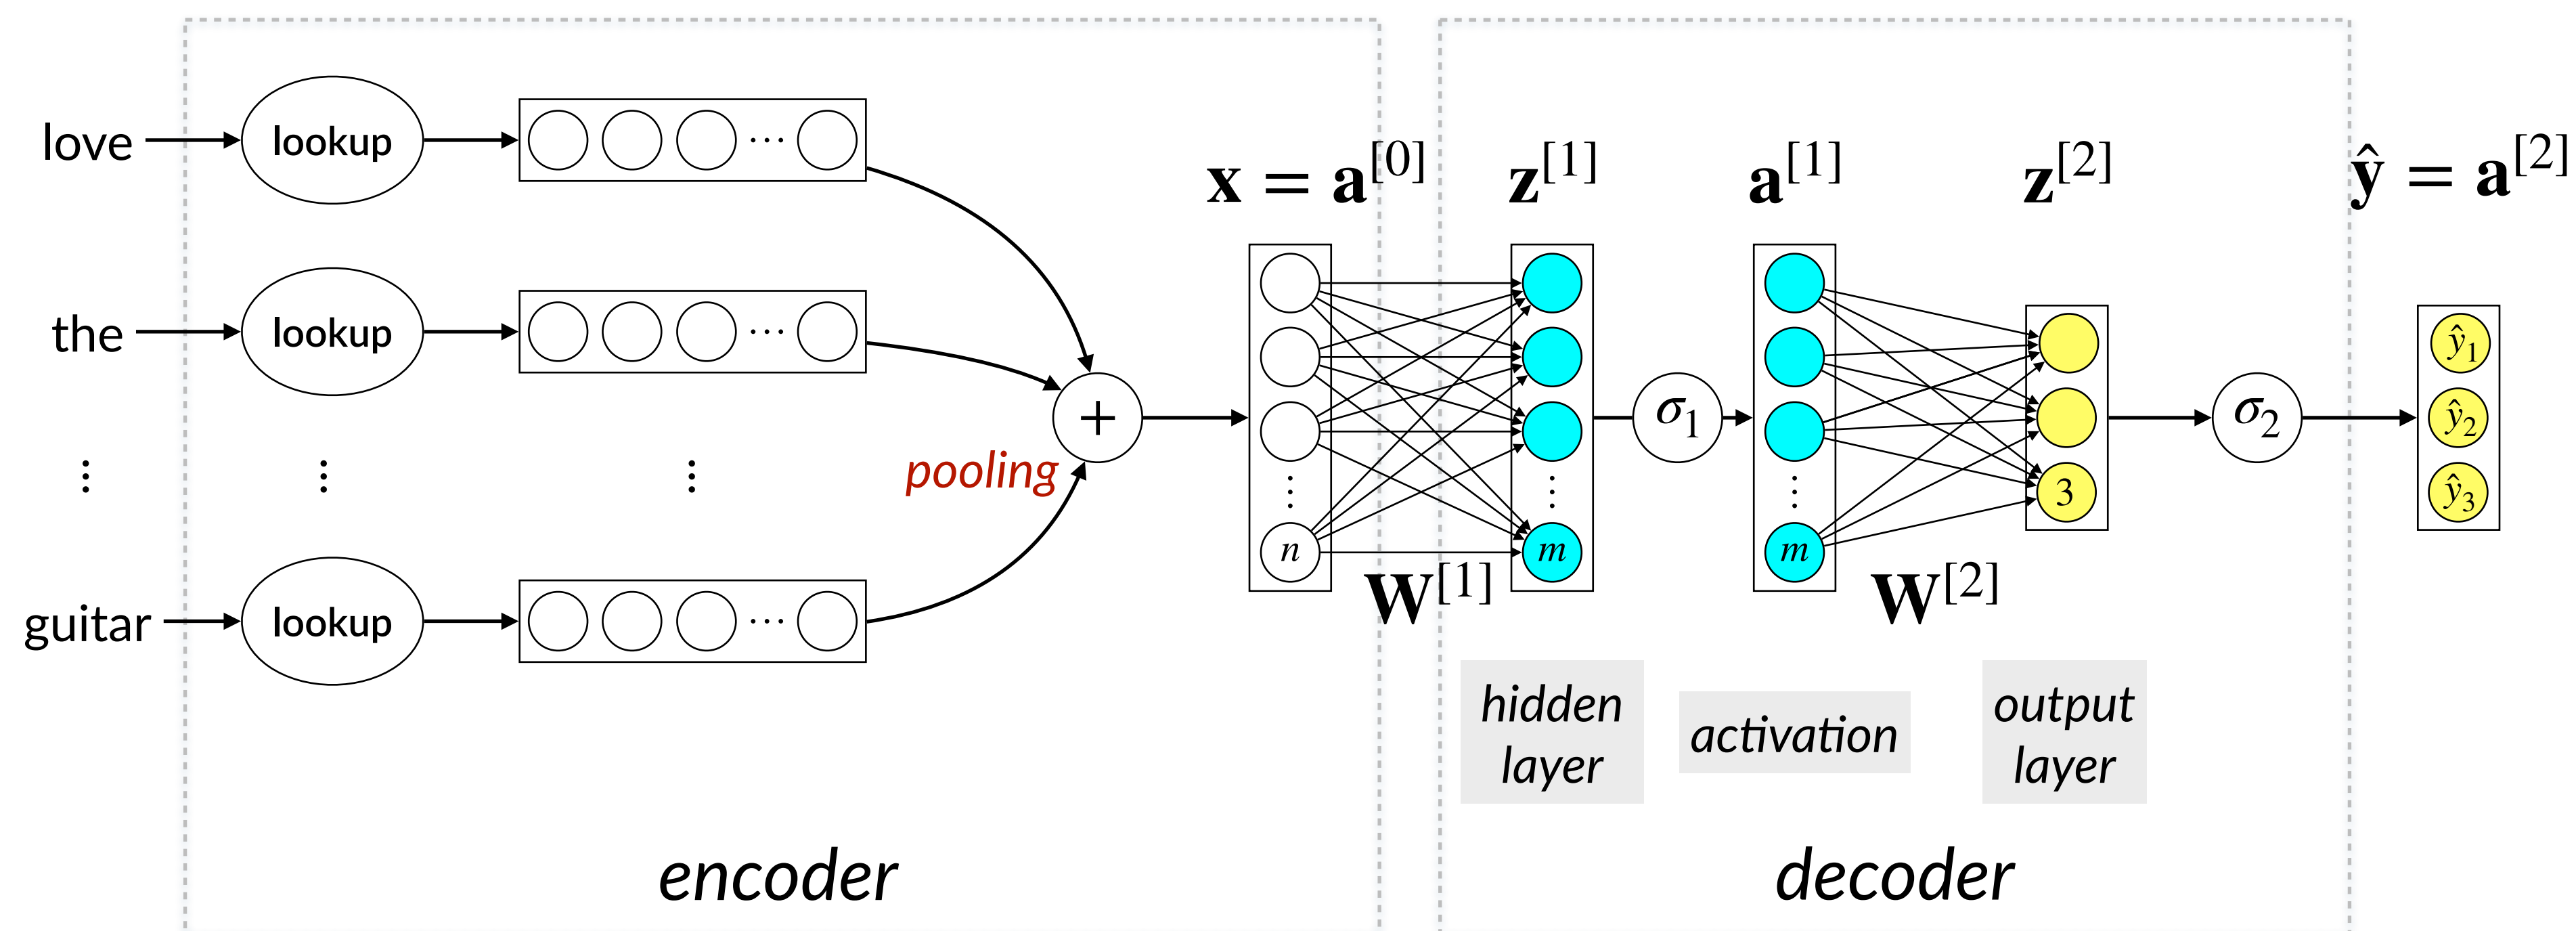 love
lookup
⋯
the
lookup
⋯
⋮
⋮
⋮
guitar
lookup
⋯
pooling
+
x = a[0]
z[1]
a[1]
z[2]
ŷ = a[2]
⋮
n
⋮
m
W[1]
σ1
⋮
m
W[2]
3
σ2
ŷ1
ŷ2
ŷ3
hidden
layer
activation
output
layer
encoder
decoder